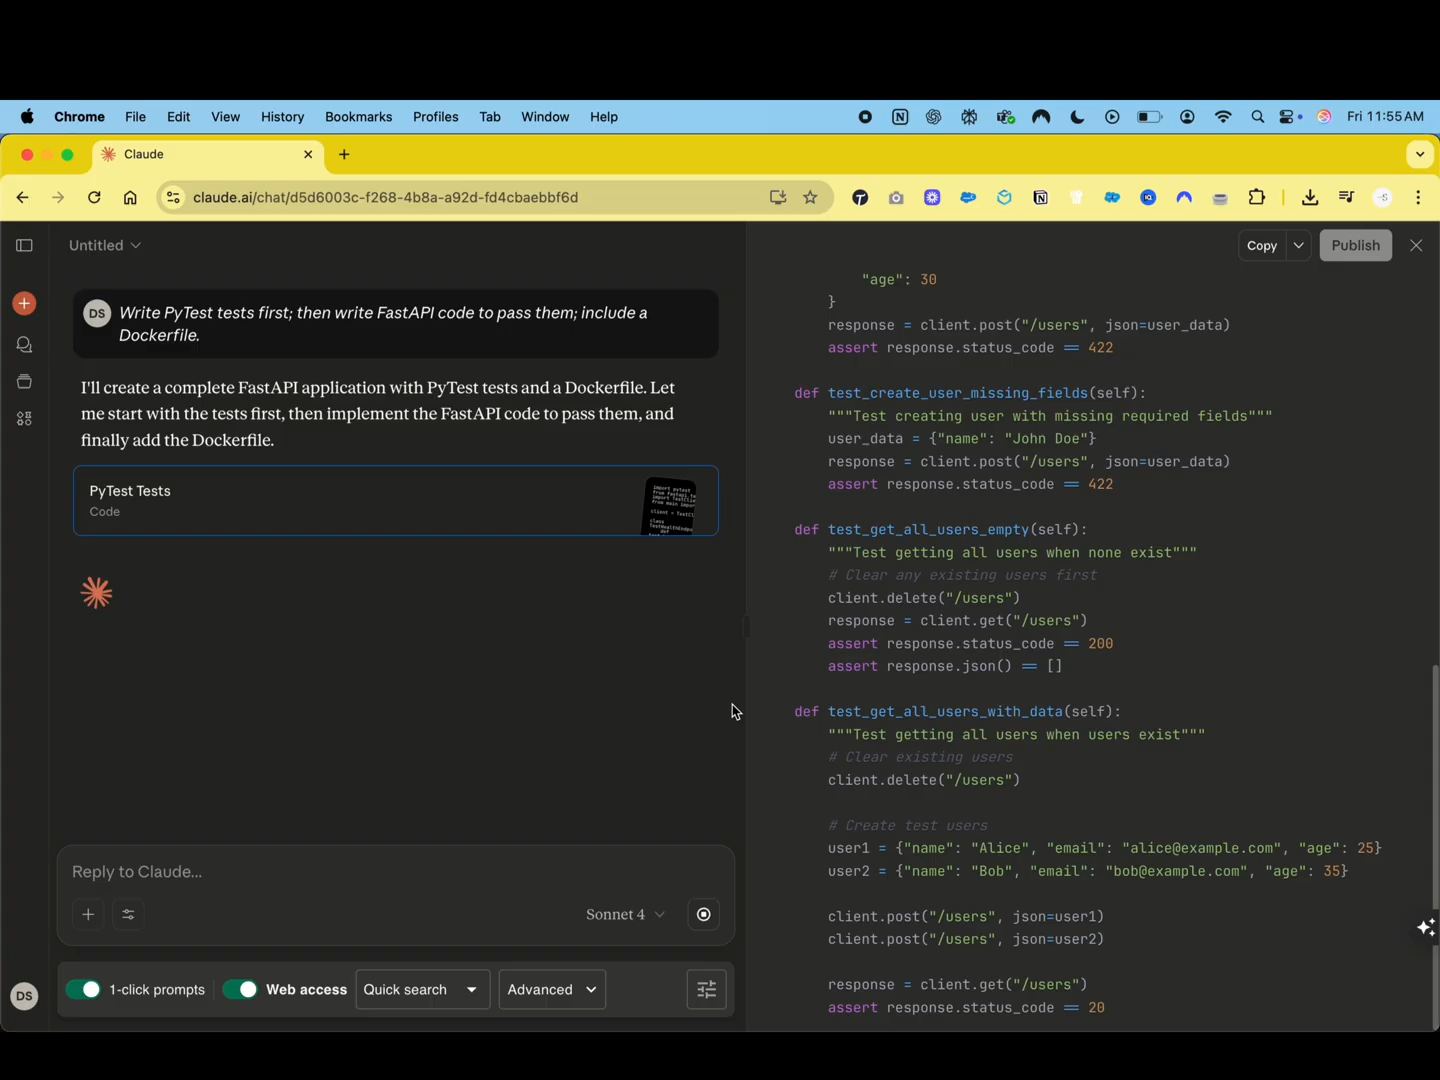 Chrome File Edit View History Bookmarks Profiles Tab Window Help Fri 11:55 AM
Claude
claude.ai/chat/d5d6003c-f268-4b8a-a92d-fd4cbaebbf6d
Untitled
Copy Publish
DS
Write PyTest tests first; then write FastAPI code to pass them; include a
Dockerfile.
I'll create a complete FastAPI application with PyTest tests and a Dockerfile. Let
me start with the tests first, then implement the FastAPI code to pass them, and
finally add the Dockerfile.
PyTest Tests
Code
Reply to Claude...
Sonnet 4
1-click prompts Web access Quick search Advanced
DS
"age": 30
}
response = client.post("/users", json=user_data)
assert response.status_code == 422
def test_create_user_missing_fields(self):
"""Test creating user with missing required fields"""
user_data = {"name": "John Doe"}
response = client.post("/users", json=user_data)
assert response.status_code == 422
def test_get_all_users_empty(self):
"""Test getting all users when none exist"""
# Clear any existing users first
client.delete("/users")
response = client.get("/users")
assert response.status_code == 200
assert response.json() == []
def test_get_all_users_with_data(self):
"""Test getting all users when users exist"""
# Clear existing users
client.delete("/users")
# Create test users
user1 = {"name": "Alice", "email": "alice@example.com", "age": 25}
user2 = {"name": "Bob", "email": "bob@example.com", "age": 35}
client.post("/users", json=user1)
client.post("/users", json=user2)
response = client.get("/users")
assert response.status_code == 20